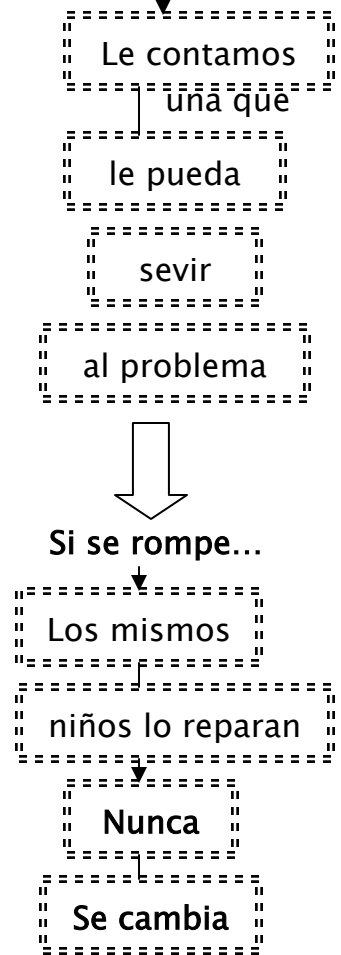 Le contamos
una que
le pueda
sevir
al problema
Si se rompe...
Los mismos
niños lo reparan
Nunca
Se cambia